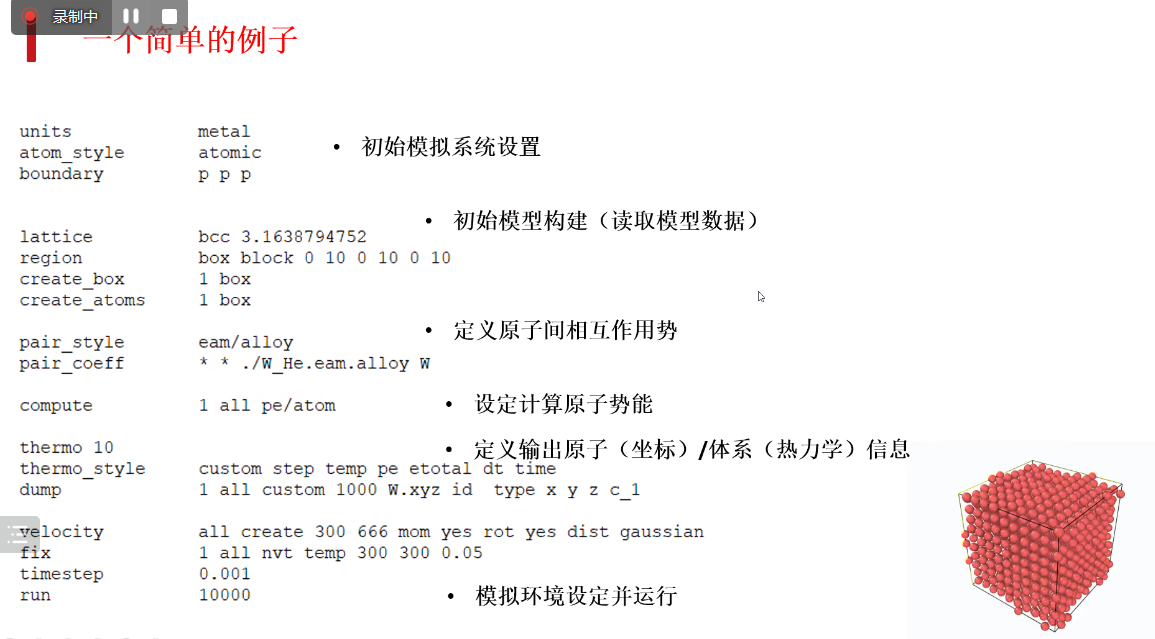 录制中
一个简单的例子
units metal
atom_style atomic
boundary p p p
• 初始模拟系统设置
• 初始模型构建（读取模型数据）
lattice bcc 3.1638794752
region box block 0 10 0 10 0 10
create_box 1 box
create_atoms 1 box
• 定义原子间相互作用势
pair_style eam/alloy
pair_coeff * * ./W_He.eam.alloy W
compute 1 all pe/atom
• 设定计算原子势能
thermo 10
• 定义输出原子（坐标）/体系（热力学）信息
thermo_style custom step temp pe etotal dt time
dump 1 all custom 1000 W.xyz id type x y z c_1
velocity all create 300 666 mom yes rot yes dist gaussian
fix 1 all nvt temp 300 300 0.05
timestep 0.001
run 10000
• 模拟环境设定并运行